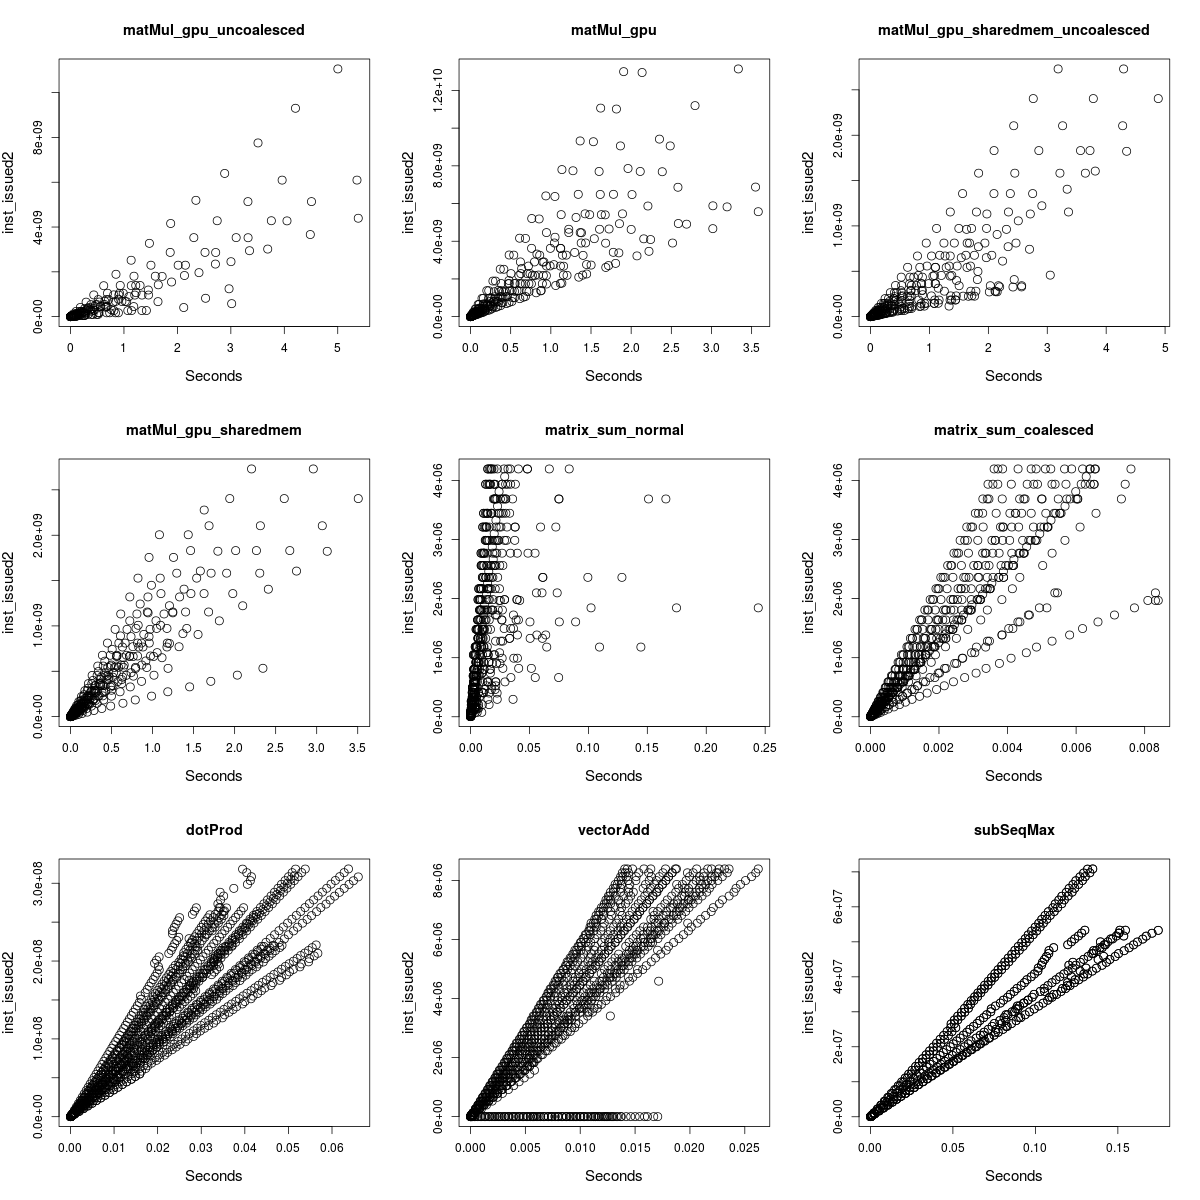 matMul_gpu_uncoalesced
inst_issued2
0e+00 4e+09 8e+09
0 1 2 3 4 5
Seconds
matMul_gpu
inst_issued2
0.0e+00 4.0e+09 8.0e+09 1.2e+10
0.0 0.5 1.0 1.5 2.0 2.5 3.0 3.5
Seconds
matMul_gpu_sharedmem_uncoalesced
inst_issued2
0.0e+00 1.0e+09 2.0e+09
0 1 2 3 4 5
Seconds
matMul_gpu_sharedmem
inst_issued2
0.0e+00 1.0e+09 2.0e+09
0.0 0.5 1.0 1.5 2.0 2.5 3.0 3.5
Seconds
matrix_sum_normal
inst_issued2
0e+00 1e+06 2e+06 3e+06 4e+06
0.00 0.05 0.10 0.15 0.20 0.25
Seconds
matrix_sum_coalesced
inst_issued2
0e+00 1e+06 2e+06 3e+06 4e+06
0.000 0.002 0.004 0.006 0.008
Seconds
dotProd
inst_issued2
0.0e+00 1.0e+08 2.0e+08 3.0e+08
0.00 0.01 0.02 0.03 0.04 0.05 0.06
Seconds
vectorAdd
inst_issued2
0e+00 2e+06 4e+06 6e+06 8e+06
0.000 0.005 0.010 0.015 0.020 0.025
Seconds
subSeqMax
inst_issued2
0e+00 2e+07 4e+07 6e+07
0.00 0.05 0.10 0.15
Seconds